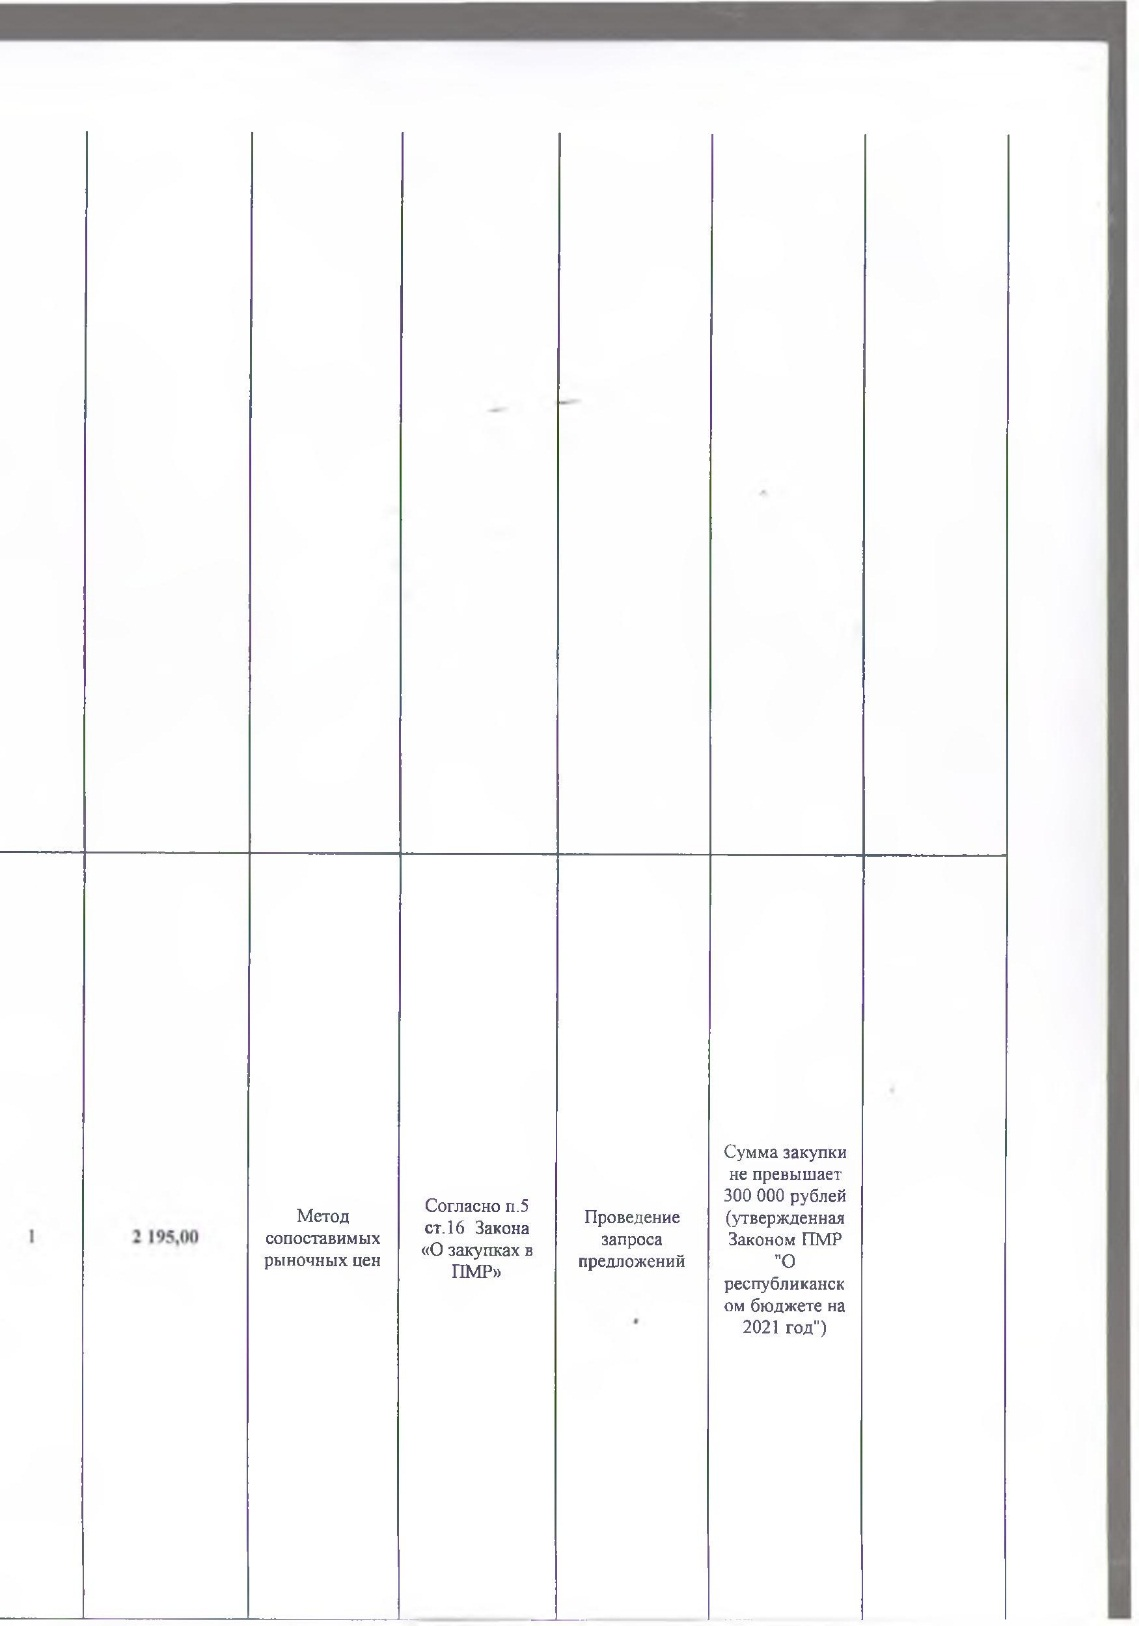 1
2 195,00
Метод
сопоставимых
рыночных цен
Согласно п.5
ст.16 Закона
«О закупках в
ПМР»
Проведение
запроса
предложений
Сумма закупки
не превышает
300 000 рублей
(утвержденная
Законом ПМР
"О
республиканск
ом бюджете на
2021 год")